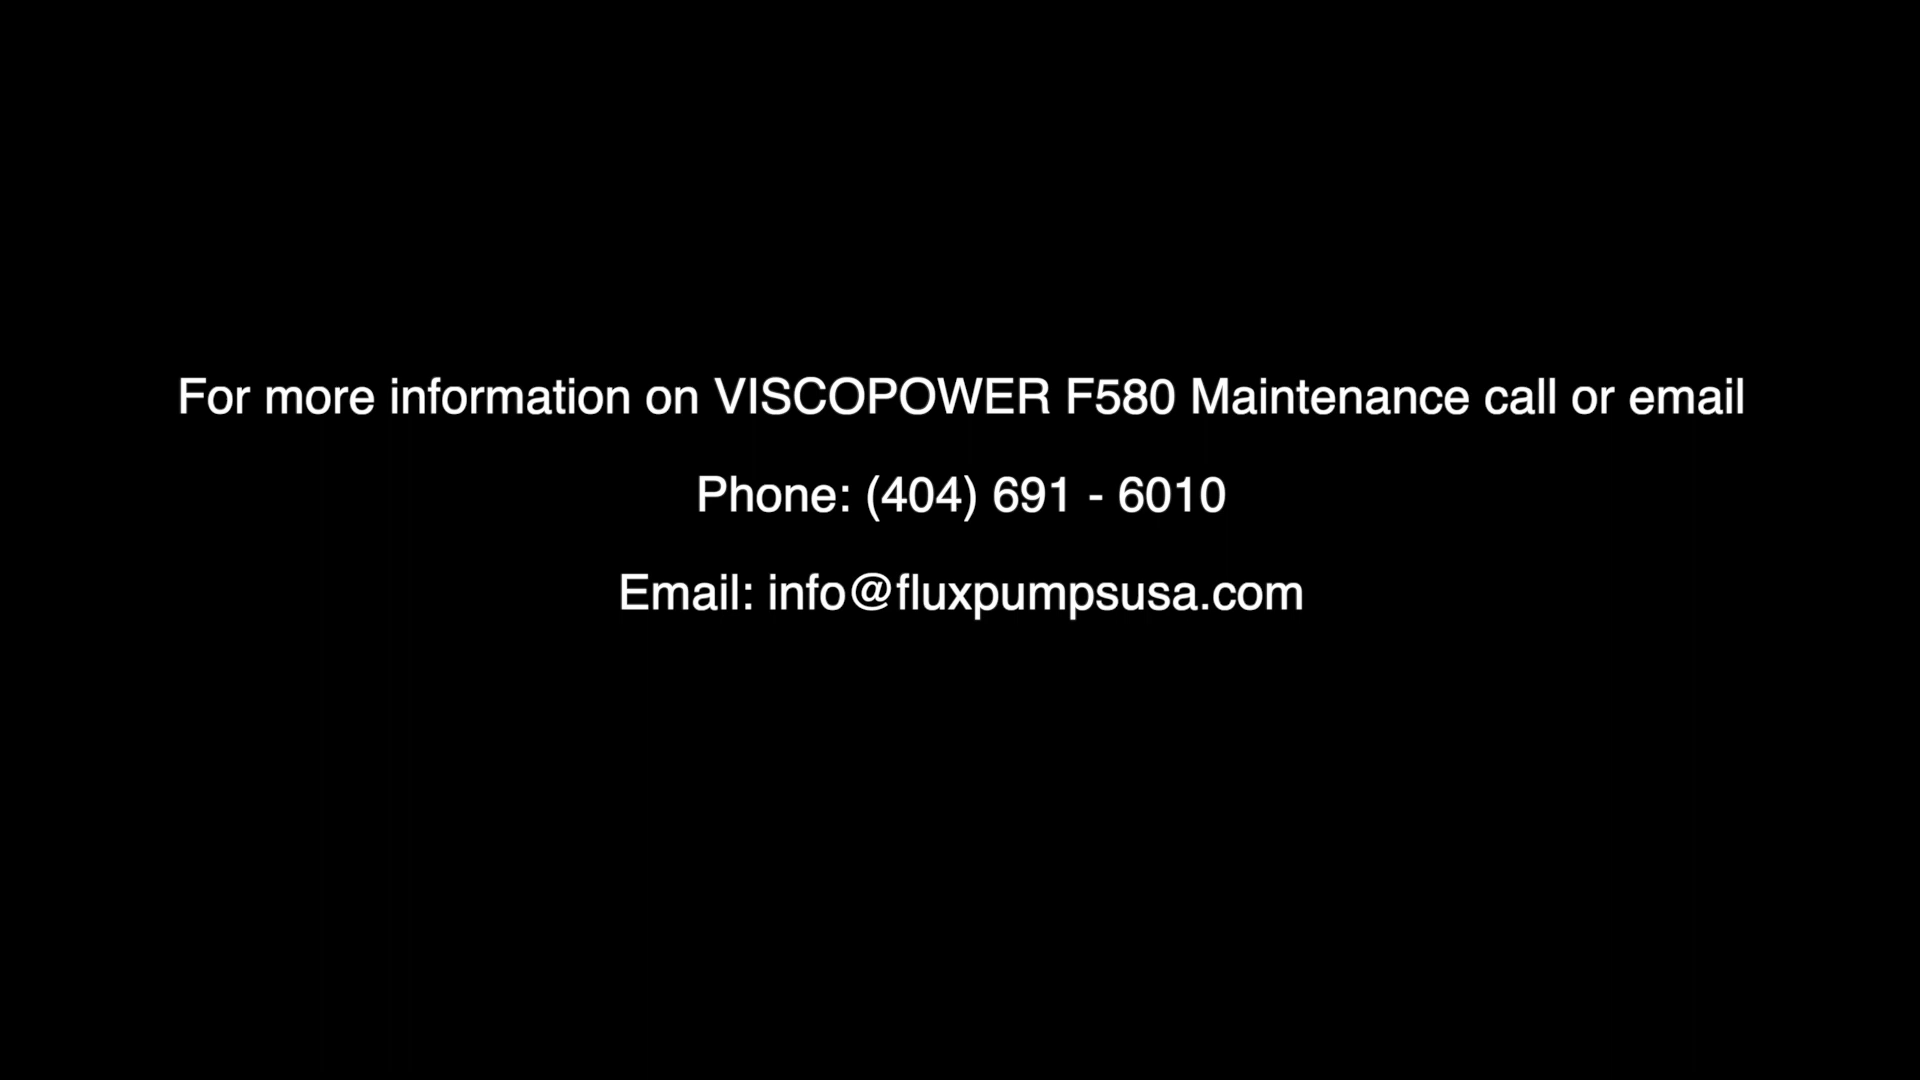 For more information on VISCOPOWER F580 Maintenance call or email
Phone: (404) 691 - 6010
Email: info@fluxpumpsusa.com